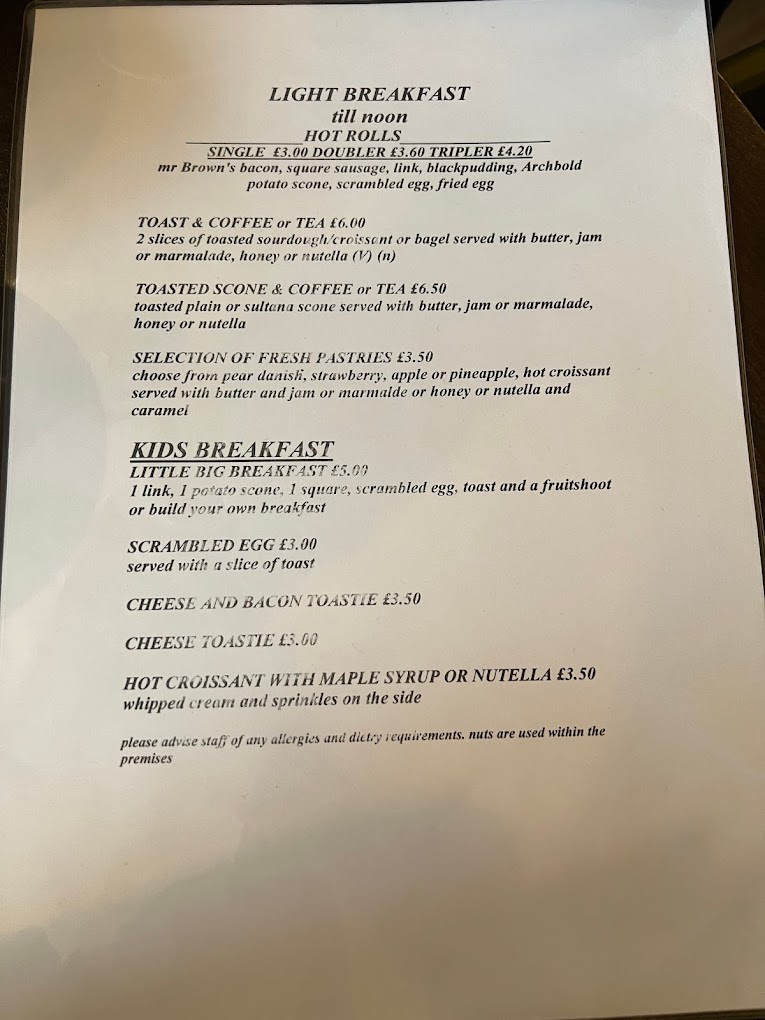 LIGHT BREAKFAST
till noon
HOT ROLLS
SINGLE £3.00 DOUBLER £3.60 TRIPLER £4.20
mr Brown's bacon, square sausage, link, blackpudding, Archbold
potato scone, scrambled egg, fried egg
TOAST & COFFEE or TEA £6.00
2 slices of toasted sourdough/croissant or bagel served with butter, jam
or marmalade, honey or nutella (V) (n)
TOASTED SCONE & COFFEE or TEA £6.50
toasted plain or sultana scone served with butter, jam or marmalade,
honey or nutella
SELECTION OF FRESH PASTRIES £3.50
choose from pear danish, strawberry, apple or pineapple, hot croissant
served with butter and jam or marmalde or honey or nutella and
caramel
KIDS BREAKFAST
LITTLE BIG BREAKFAST £5.00
1 link, 1 potato scone, 1 square, scrambled egg, toast and a fruitshoot
or build your own breakfast
SCRAMBLED EGG £3.00
served with a slice of toast
CHEESE AND BACON TOASTIE £3.50
CHEESE TOASTIE £3.00
HOT CROISSANT WITH MAPLE SYRUP OR NUTELLA £3.50
whipped cream and sprinkles on the side
please advise staff of any allergies and dietry requirements. nuts are used within the
premises